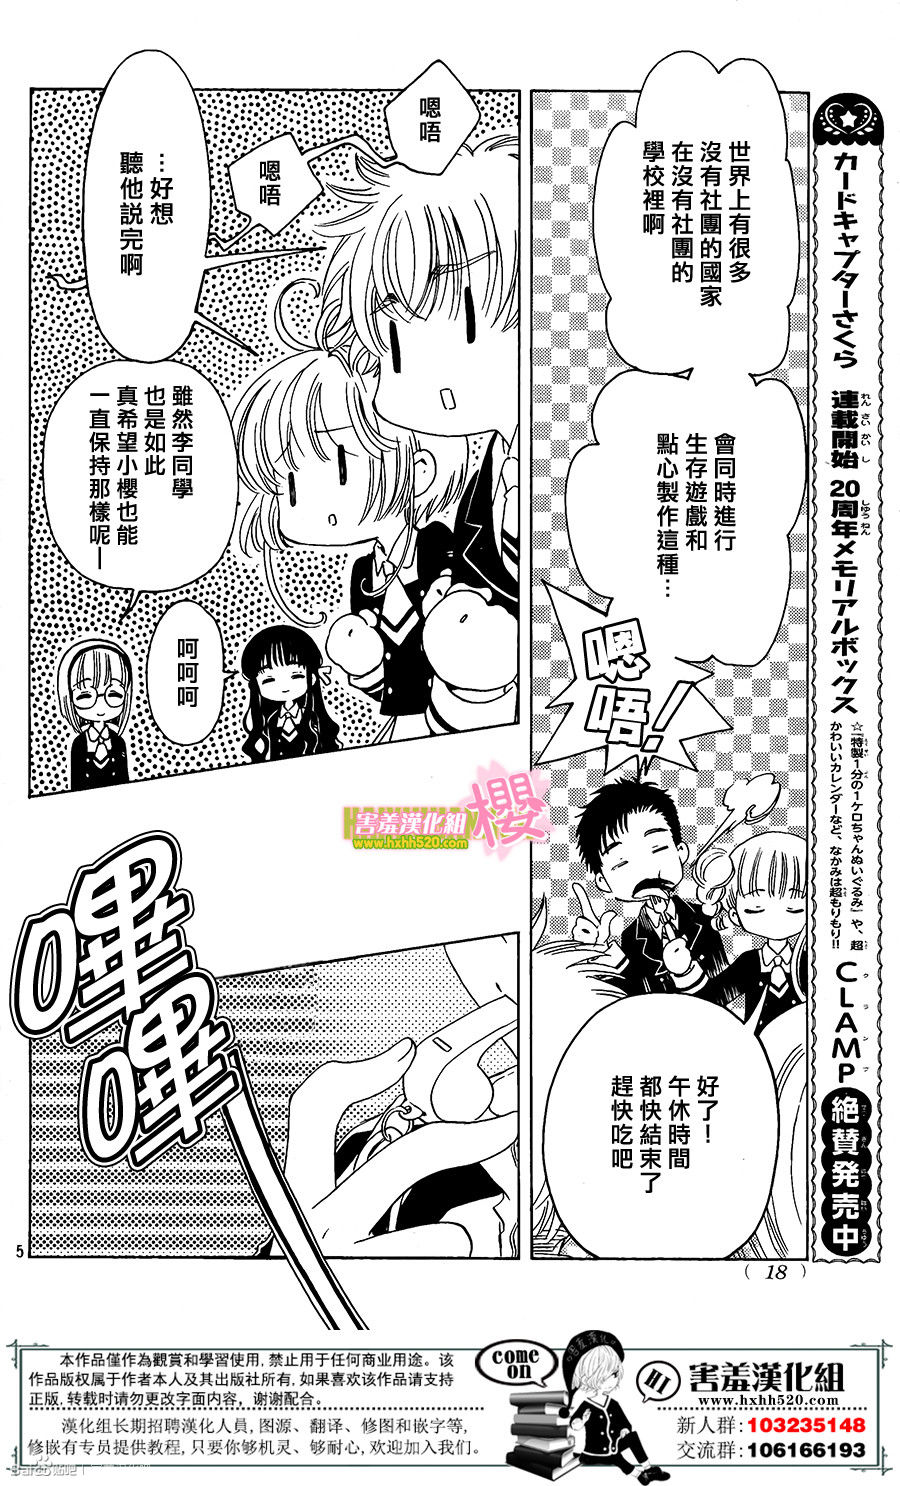 世界上有很多
沒有社團的國家
在沒有社團的
學校裡啊
會同時進行
生存遊戲和
點心製作這種…
嗯
唔!
好了!
午休時間
都快結束了
趕快吃吧
嗯唔
嗯唔
…好想
聽他説完啊
雖然李同學
也是如此
真希望小櫻也能
一直保持那樣呢—
呵呵呵
嗶
嗶
カードキャプターさくら 連載開始 20周年メモリアルボックス
☆「特製1分の1ケロちゃんぬいぐるみ」や、超
かわいいカレンダーなど、なかみは超もりもり!!
CLAMP
絶賛発売中
害羞漢化組
www.hxhh520.com
櫻
5
( 18 )
本作品僅作為觀賞和學習使用, 禁止用于任何商业用途。该
作品版权属于作者本人及其出版社所有, 如果喜欢该作品请支持
正版, 转载时请勿更改字面内容, 谢谢配合。
漢化组长期招聘漢化人員, 图源、翻译、修图和嵌字等,
修嵌有专员提供教程, 只要你够机灵、够耐心, 欢迎加入我们。
come
on
HI
害羞漢化組
www.hxhh520.com
新人群: 103235148
交流群: 106166193